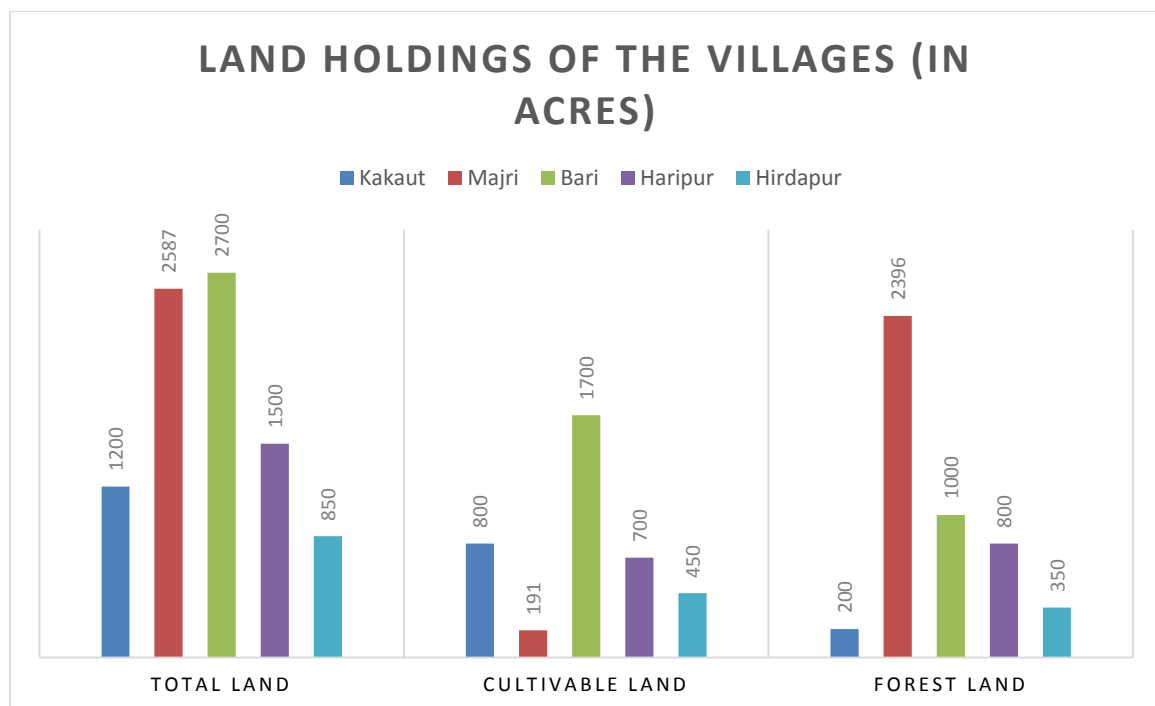 LAND HOLDINGS OF THE VILLAGES (IN
ACRES)
Kakaut Majri Bari Haripur Hirdapur
1200 2587 2700 1500 850
800 191 1700 700 450
200 2396 1000 800 350
TOTAL LAND CULTIVABLE LAND FOREST LAND